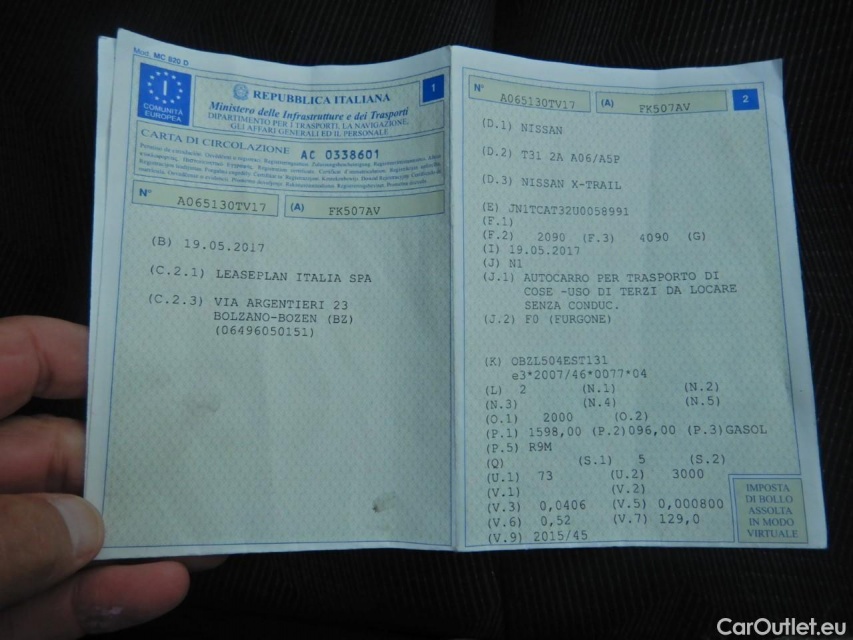 Mod. MC 820 D
I
COMUNITÀ
EUROPEA
REPUBBLICA ITALIANA
Ministero delle Infrastrutture e dei Trasporti
DIPARTIMENTO PER I TRASPORTI, LA NAVIGAZIONE,
GLI AFFARI GENERALI ED IL PERSONALE
1
CARTA DI CIRCOLAZIONE AC 0338601
N° A065130TV17 (A) FK507AV
(B) 19.05.2017
(C.2.1) LEASEPLAN ITALIA SPA
(C.2.3) VIA ARGENTIERI 23
BOLZANO-BOZEN (BZ)
(06496050151)
N° A065130TV17 (A) FK507AV 2
(D.1) NISSAN
(D.2) T31 2A A06/A5P
(D.3) NISSAN X-TRAIL
(E) JN1TCAT32U0058991
(F.1)
(F.2) 2090 (F.3) 4090 (G)
(I) 19.05.2017
(J) N1
(J.1) AUTOCARRO PER TRASPORTO DI
COSE -USO DI TERZI DA LOCARE
SENZA CONDUC.
(J.2) F0 (FURGONE)
(K) OBZL504EST131
e3*2007/46*0077*04
(L) 2 (N.1) (N.2)
(N.3) (N.4) (N.5)
(O.1) 2000 (O.2)
(P.1) 1598,00 (P.2)096,00 (P.3)GASOL
(P.5) R9M
(Q) (S.1) 5 (S.2)
(U.1) 73 (U.2) 3000
(V.1) (V.2)
(V.3) 0,0406 (V.5) 0,000800
(V.6) 0,52 (V.7) 129,0
(V.9) 2015/45
IMPOSTA
DI BOLLO
ASSOLTA
IN MODO
VIRTUALE
CarOutlet.eu